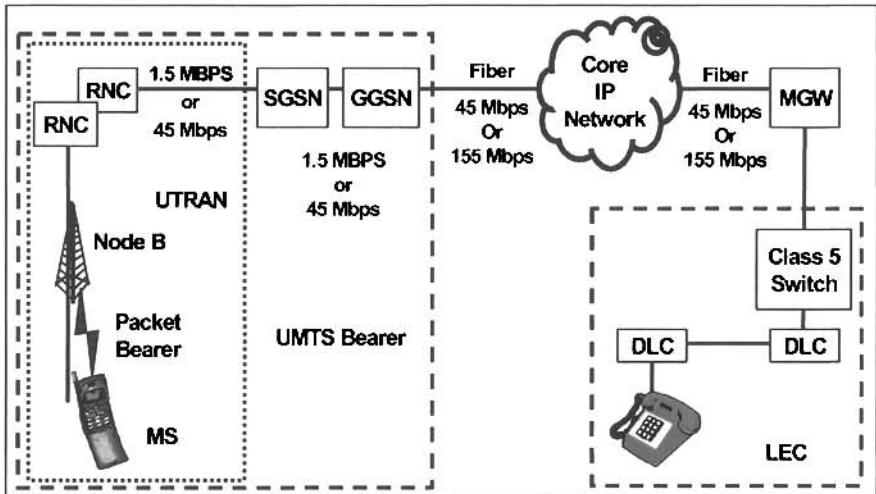 RNC
RNC
1.5 MBPS
or
45 Mbps
SGSN
GGSN
1.5 MBPS
or
45 Mbps
Fiber
45 Mbps
Or
155 Mbps
Core
IP
Network
Fiber
45 Mbps
Or
155 Mbps
MGW
UTRAN
Node B
Packet
Bearer
UMTS Bearer
MS
Class 5
Switch
DLC
DLC
LEC